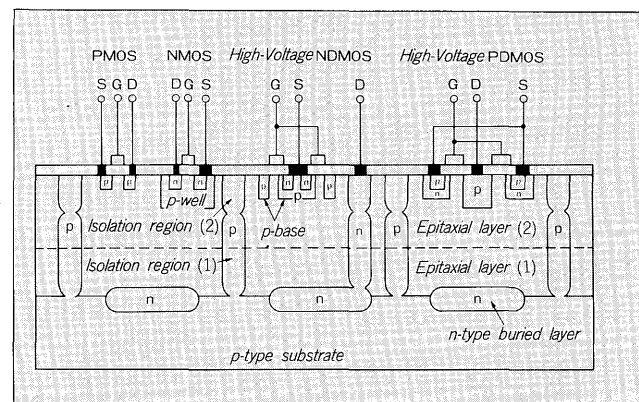 PMOS NMOS High-Voltage NDMOS High-Voltage PDMOS
S G D D G S G S D G D S
p p n n p n n p p p p
n n
p-well p
p Isolation region (2) p p-base n p Epitaxial layer (2) p
Isolation region (1) Epitaxial layer (1)
n n n
n-type buried layer
p-type substrate